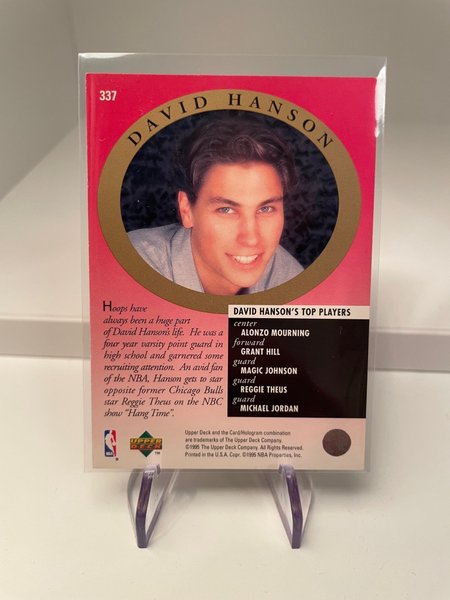 337
DAVID HANSON
Hoops have
always been a huge part
of David Hanson's life. He was a
four year varsity point guard in
high school and garnered some
recruiting attention. An avid fan
of the NBA, Hanson gets to star
opposite former Chicago Bulls
star Reggie Theus on the NBC
show "Hang Time".
DAVID HANSON'S TOP PLAYERS
center
ALONZO MOURNING
forward
GRANT HILL
guard
MAGIC JOHNSON
guard
REGGIE THEUS
guard
MICHAEL JORDAN
NBA
UPPER
DECK
TM
Upper Deck and the Card/Hologram combination
are trademarks of The Upper Deck Company.
©1995 The Upper Deck Company. All Rights Reserved.
Printed in the U.S.A. Copr. ©1995 NBA Properties, Inc.